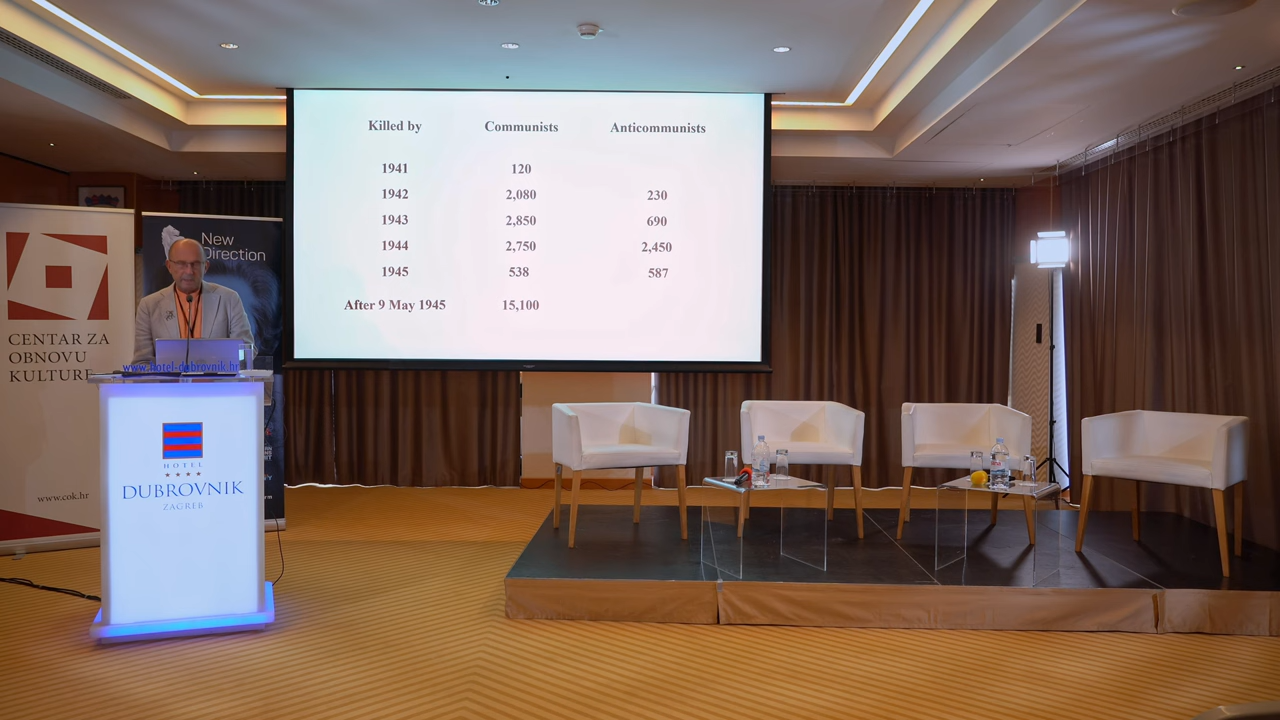 Killed by Communists Anticommunists
1941 120
1942 2,080 230
1943 2,850 690
1944 2,750 2,450
1945 538 587
After 9 May 1945 15,100
New
Direction
CENTAR ZA
OBNOVU
KULTURE
www.cok.hr
www.hotel-dubrovnik.hr
HOTEL
DUBROVNIK
ZAGREB